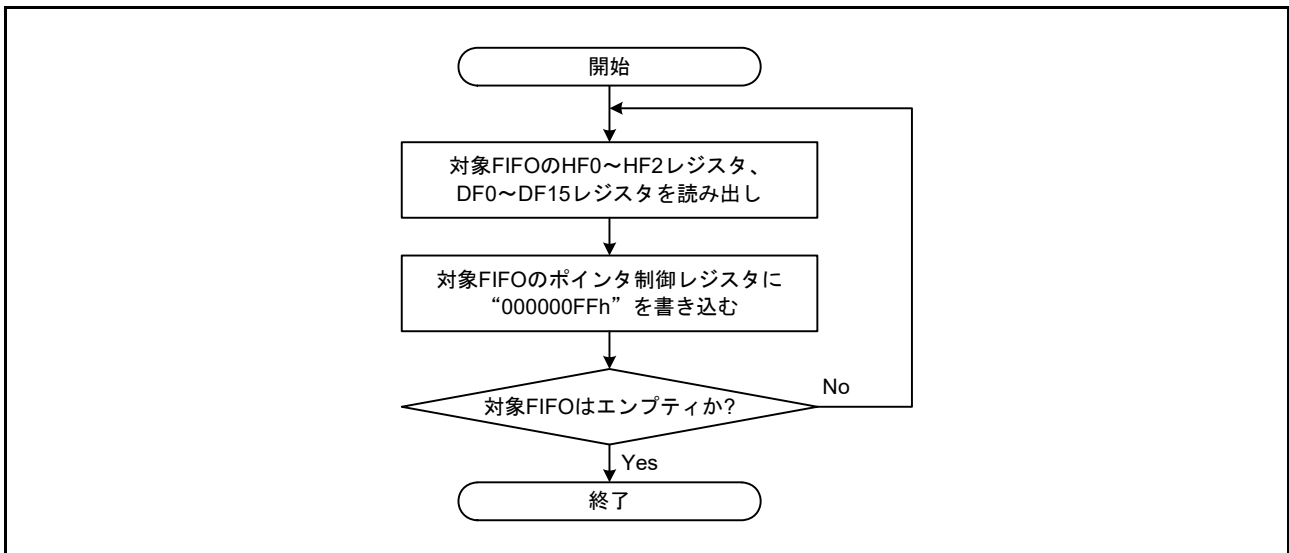 開始
対象FIFOのHF0～HF2レジスタ、
DF0～DF15レジスタを読み出し
対象FIFOのポインタ制御レジスタに
“000000FFh”を書き込む
対象FIFOはエンプティか?
No
Yes
終了